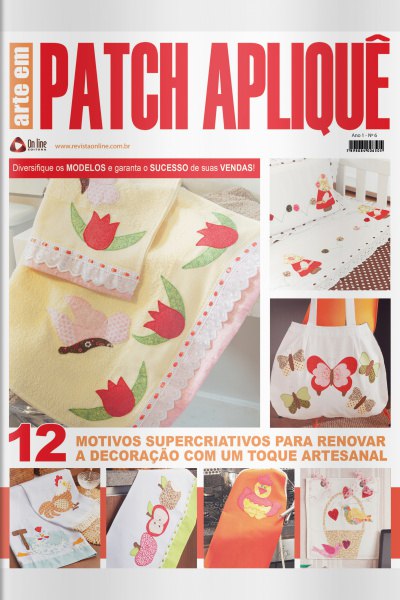 arte em
PATCH APLIQUÊ
On line
EDITORA
www.revistaonline.com.br
Ano 1 - Nº 6
Diversifique os MODELOS e garanta o SUCESSO de suas VENDAS!
12 MOTIVOS SUPERCRIATIVOS PARA RENOVAR
A DECORAÇÃO COM UM TOQUE ARTESANAL